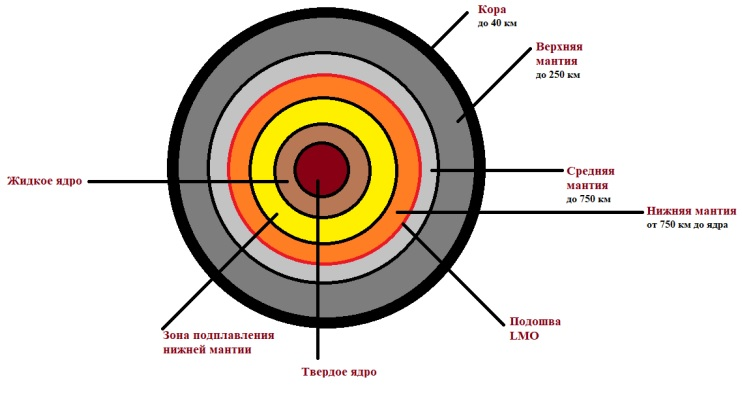 Кора
до 40 км
Верхняя
мантия
до 250 км
Средняя
мантия
до 750 км
Жидкое ядро
Нижняя мантия
от 750 км до ядра
Подошва
LMO
Зона подплавления
нижней мантии
Твердое ядро